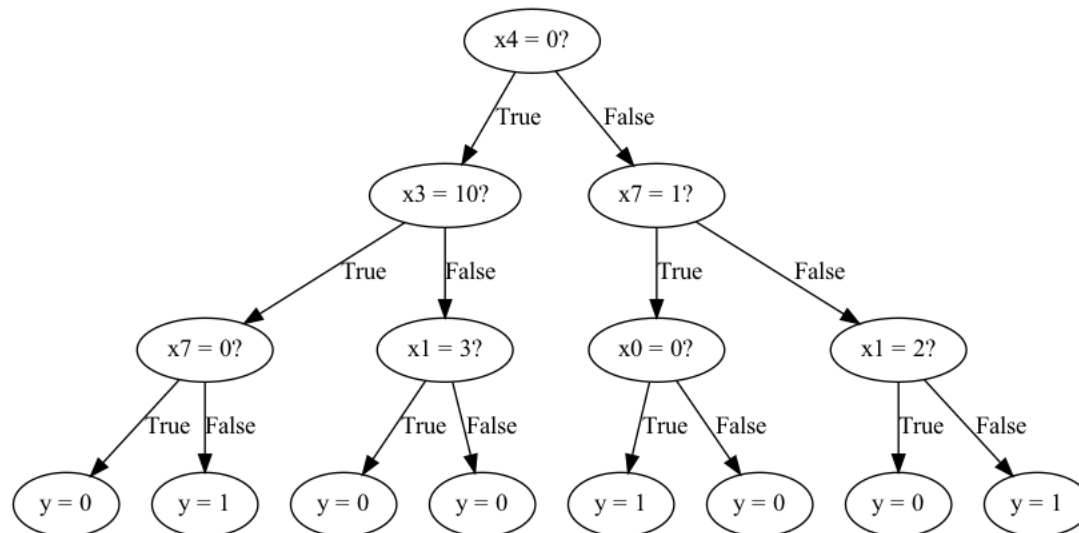 x4 = 0?
True
False
x3 = 10?
x7 = 1?
True
False
True
False
x7 = 0?
x1 = 3?
x0 = 0?
x1 = 2?
True
False
True
False
True
False
True
False
y = 0
y = 1
y = 0
y = 0
y = 1
y = 0
y = 0
y = 1